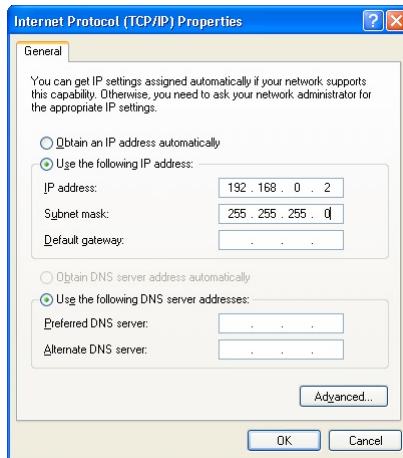 Internet Protocol (TCP/IP) Properties
General
You can get IP settings assigned automatically if your network supports
this capability. Otherwise, you need to ask your network administrator for
the appropriate IP settings.
Obtain an IP address automatically
Use the following IP address:
IP address: 192 . 168 . 0 . 2
Subnet mask: 255 . 255 . 255 . 0
Default gateway: . . .
Obtain DNS server address automatically
Use the following DNS server addresses:
Preferred DNS server: . . .
Alternate DNS server: . . .
Advanced...
OK Cancel